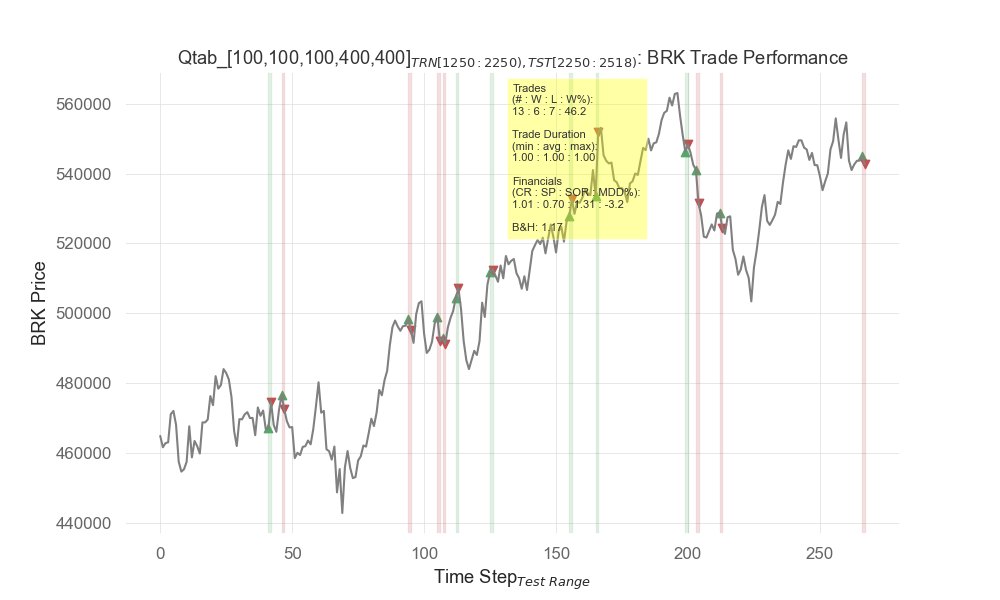 Qtab_[100,100,100,400,400]TRN[1250:2250),TST[2250:2518): BRK Trade Performance
Trades
(# : W : L : W%):
13 : 6 : 7 : 46.2
Trade Duration
(min : avg : max):
1.00 : 1.00 : 1.00
Financials
(CR : SP : SOR : MDD%):
1.01 : 0.70 : 1.31 : -3.2
B&H: 1.17
BRK Price
560000
540000
520000
500000
480000
460000
440000
0 50 100 150 200 250
Time StepTest Range